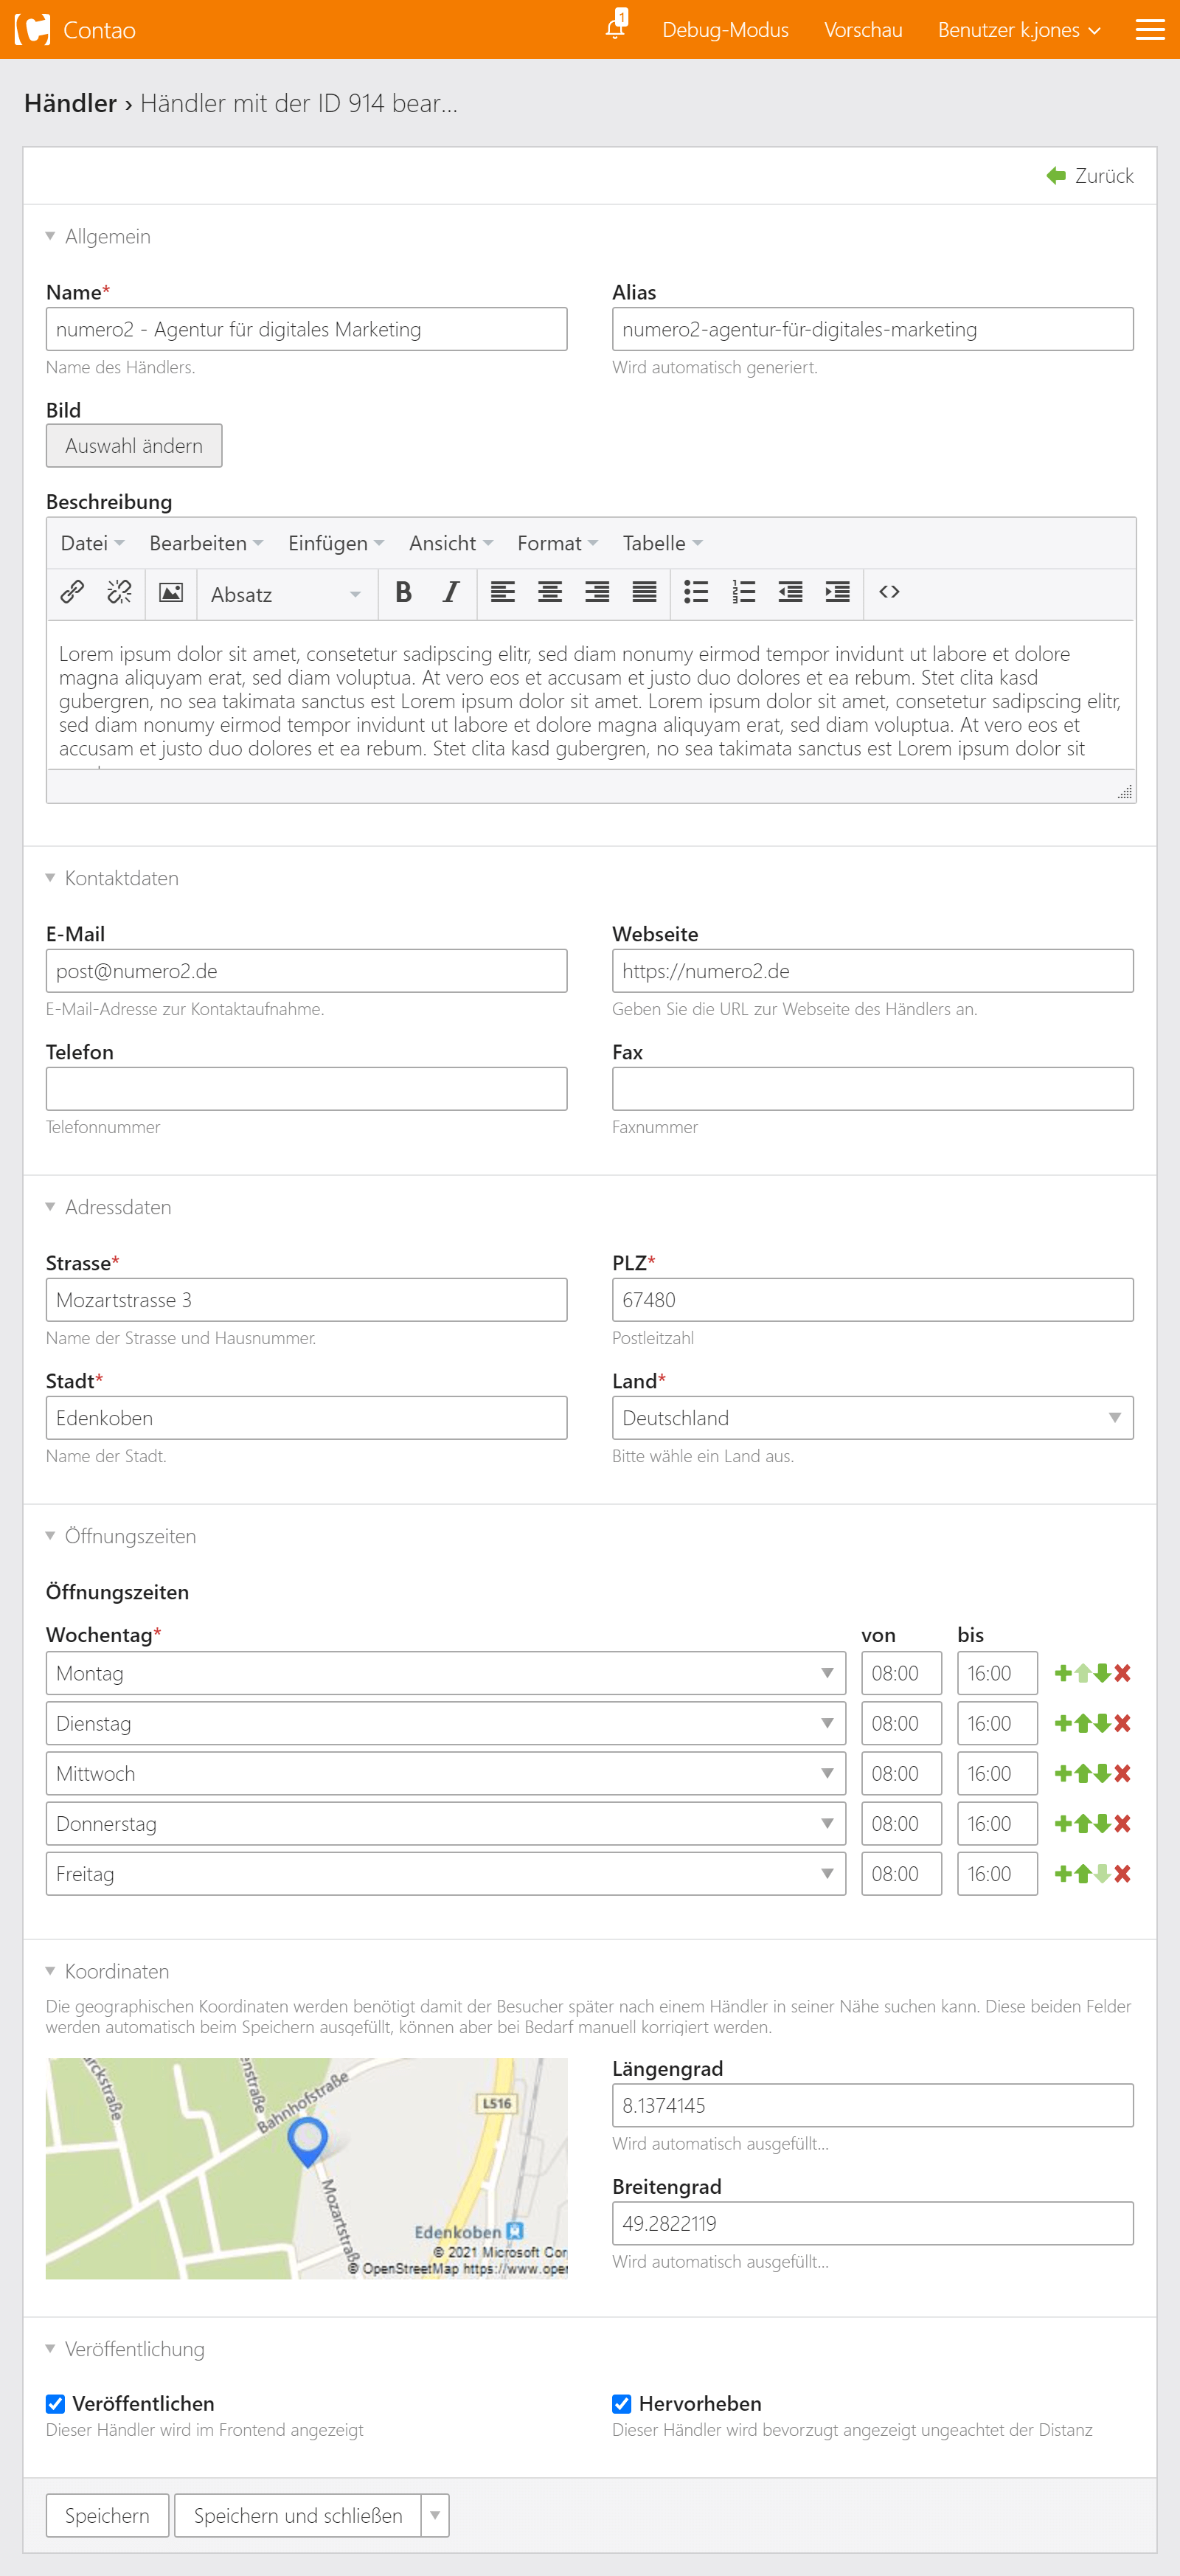 Contao
1
Debug-Modus
Vorschau
Benutzer k.jones
Händler › Händler mit der ID 914 bear...
Zurück
Allgemein
Name*
Alias
numero2 - Agentur für digitales Marketing
numero2-agentur-für-digitales-marketing
Name des Händlers.
Wird automatisch generiert.
Bild
Auswahl ändern
Beschreibung
Datei Bearbeiten Einfügen Ansicht Format Tabelle
Absatz B I
Lorem ipsum dolor sit amet, consetetur sadipscing elitr, sed diam nonumy eirmod tempor invidunt ut labore et dolore
magna aliquyam erat, sed diam voluptua. At vero eos et accusam et justo duo dolores et ea rebum. Stet clita kasd
gubergren, no sea takimata sanctus est Lorem ipsum dolor sit amet. Lorem ipsum dolor sit amet, consetetur sadipscing elitr,
sed diam nonumy eirmod tempor invidunt ut labore et dolore magna aliquyam erat, sed diam voluptua. At vero eos et
accusam et justo duo dolores et ea rebum. Stet clita kasd gubergren, no sea takimata sanctus est Lorem ipsum dolor sit
Kontaktdaten
E-Mail
Webseite
post@numero2.de
https://numero2.de
E-Mail-Adresse zur Kontaktaufnahme.
Geben Sie die URL zur Webseite des Händlers an.
Telefon
Fax
Telefonnummer
Faxnummer
Adressdaten
Strasse*
PLZ*
Mozartstrasse 3
67480
Name der Strasse und Hausnummer.
Postleitzahl
Stadt*
Land*
Edenkoben
Deutschland
Name der Stadt.
Bitte wähle ein Land aus.
Öffnungszeiten
Öffnungszeiten
Wochentag* von bis
Montag 08:00 16:00
Dienstag 08:00 16:00
Mittwoch 08:00 16:00
Donnerstag 08:00 16:00
Freitag 08:00 16:00
Koordinaten
Die geographischen Koordinaten werden benötigt damit der Besucher später nach einem Händler in seiner Nähe suchen kann. Diese beiden Felder
werden automatisch beim Speichern ausgefüllt, können aber bei Bedarf manuell korrigiert werden.
Bahnhofstraße
L516
Mozartstraße
Edenkoben
© 2021 Microsoft Cor
© OpenStreetMap https://www.oper
Längengrad
8.1374145
Wird automatisch ausgefüllt...
Breitengrad
49.2822119
Wird automatisch ausgefüllt...
Veröffentlichung
Veröffentlichen
Hervorheben
Dieser Händler wird im Frontend angezeigt
Dieser Händler wird bevorzugt angezeigt ungeachtet der Distanz
Speichern
Speichern und schließen